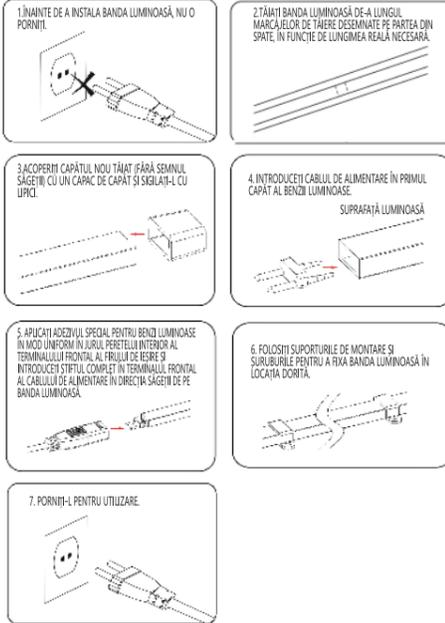 1.ÎNAINTE DE A INSTALA BANDA LUMINOASĂ, NU O
PORNIȚI.
2.TĂIAȚI BANDA LUMINOASĂ DE-A LUNGUL
MARCAJELOR DE TĂIERE DESEMNATE PE PARTEA DIN
SPATE, ÎN FUNCȚIE DE LUNGIMEA REALĂ NECESARĂ.
3.ACOPERIȚI CAPĂTUL NOU TĂIAT (FĂRĂ SEMNUL
SĂGEȚII) CU UN CAPAC DE CAPĂT ȘI SIGILAȚI-L CU
LIPICI.
4. INTRODUCEȚI CABLUL DE ALIMENTARE ÎN PRIMUL
CAPĂT AL BENZII LUMINOASE.
SUPRAFAȚĂ LUMINOASĂ
5. APLICAȚI ADEZIVUL SPECIAL PENTRU BENZI LUMINOASE
ÎN MOD UNIFORM ÎN JURUL PERETELUI INTERIOR AL
TERMINALULUI FRONTAL AL FIRULUI DE IEȘIRE ȘI
INTRODUCEȚI ȘTIFTUL COMPLET ÎN TERMINALUL FRONTAL
AL CABLULUI DE ALIMENTARE ÎN DIRECȚIA SĂGEȚII DE PE
BANDA LUMINOASĂ.
6. FOLOSIȚI SUPORTURILE DE MONTARE ȘI
ȘURUBURILE PENTRU A FIXA BANDA LUMINOASĂ ÎN
LOCAȚIA DORITĂ.
7. PORNIȚI-L PENTRU UTILIZARE.